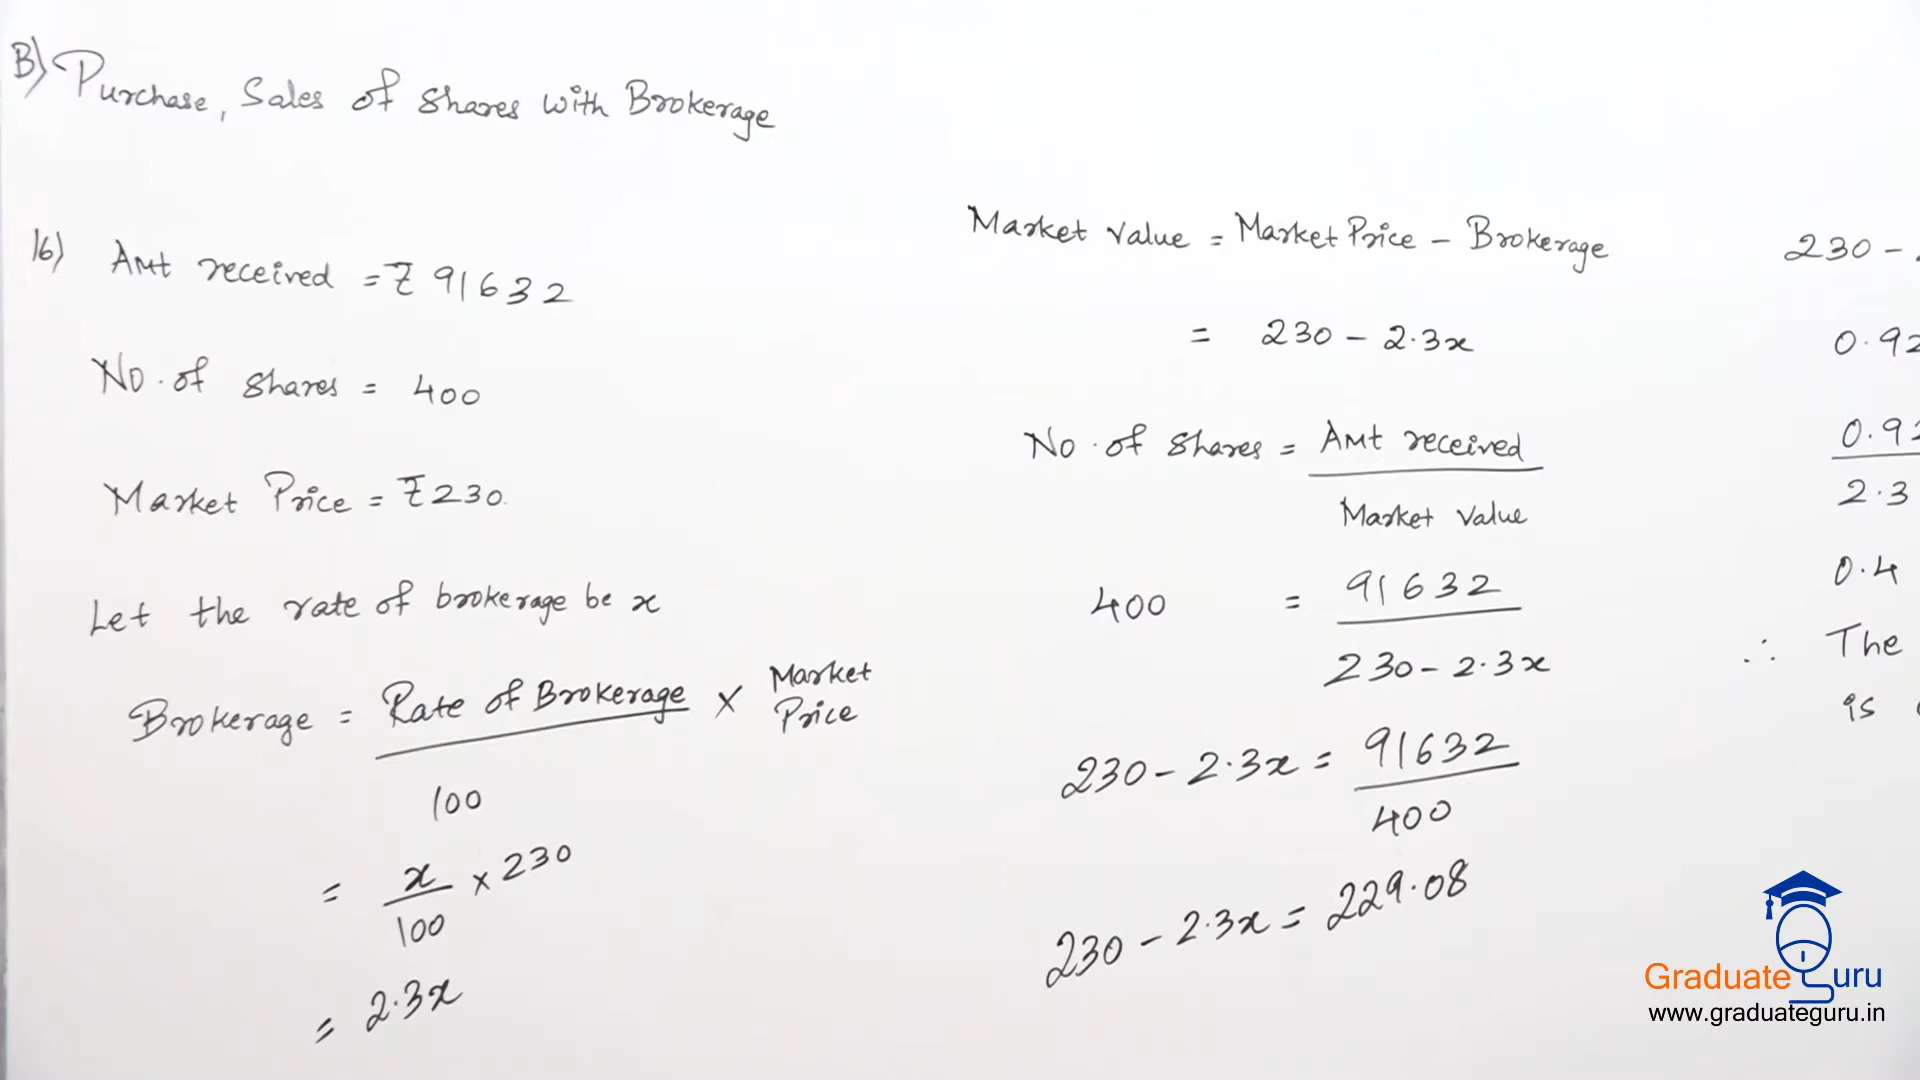 B) Purchase, Sales of shares with Brokerage
16) Amt received = ₹ 91632
No. of shares = 400
Market Price = ₹230.
Let the rate of brokerage be x
Brokerage = Rate of Brokerage × Market Price
100
= x × 230
100
= 2.3x
Market Value = Market Price - Brokerage
= 230 - 2.3x
No. of shares = Amt received
Market Value
400 = 91632
230 - 2.3x
230 - 2.3x = 91632
400
230 - 2.3x = 229.08
230 -
0.92
0.92
2.3
0.4
∴ The
is
Graduate Guru
www.graduateguru.in